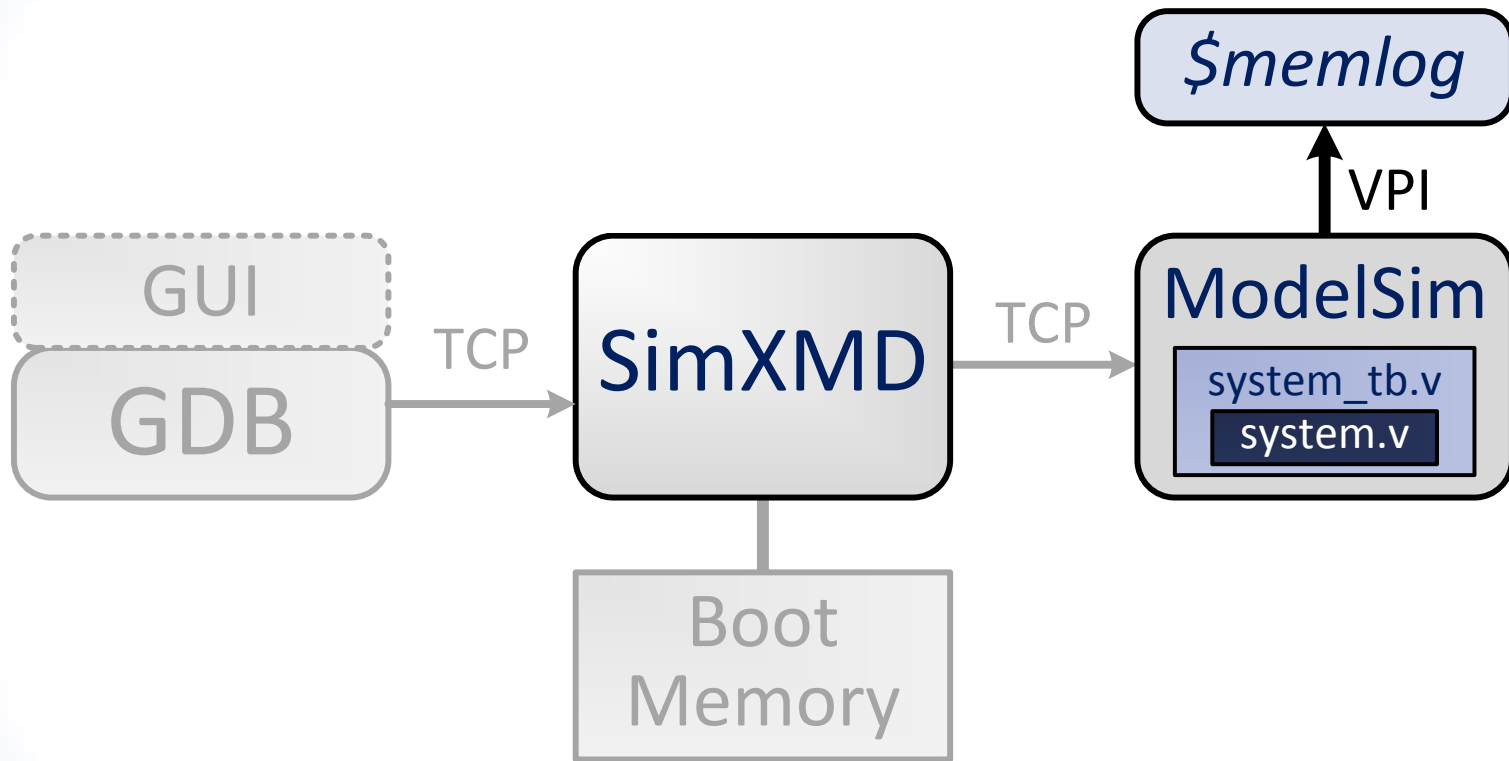 $memlog
VPI
GUI
GDB
TCP
SimXMD
TCP
ModelSim
system_tb.v
system.v
Boot
Memory